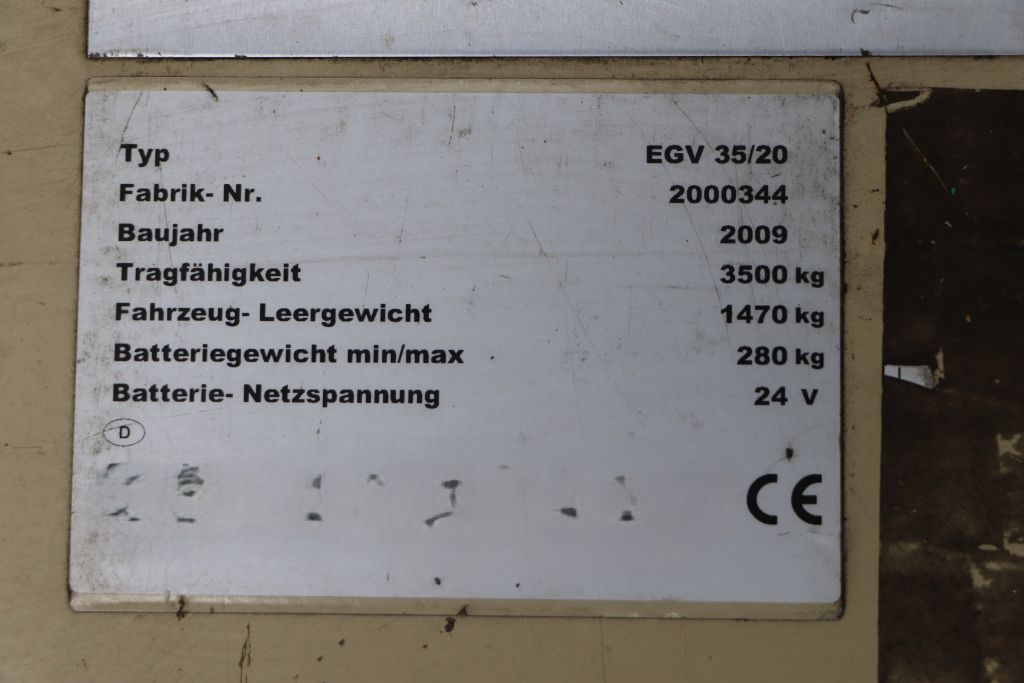 Typ EGV 35/20
Fabrik- Nr. 2000344
Baujahr 2009
Tragfähigkeit 3500 kg
Fahrzeug- Leergewicht 1470 kg
Batteriegewicht min/max 280 kg
Batterie- Netzspannung 24 V
D
CE